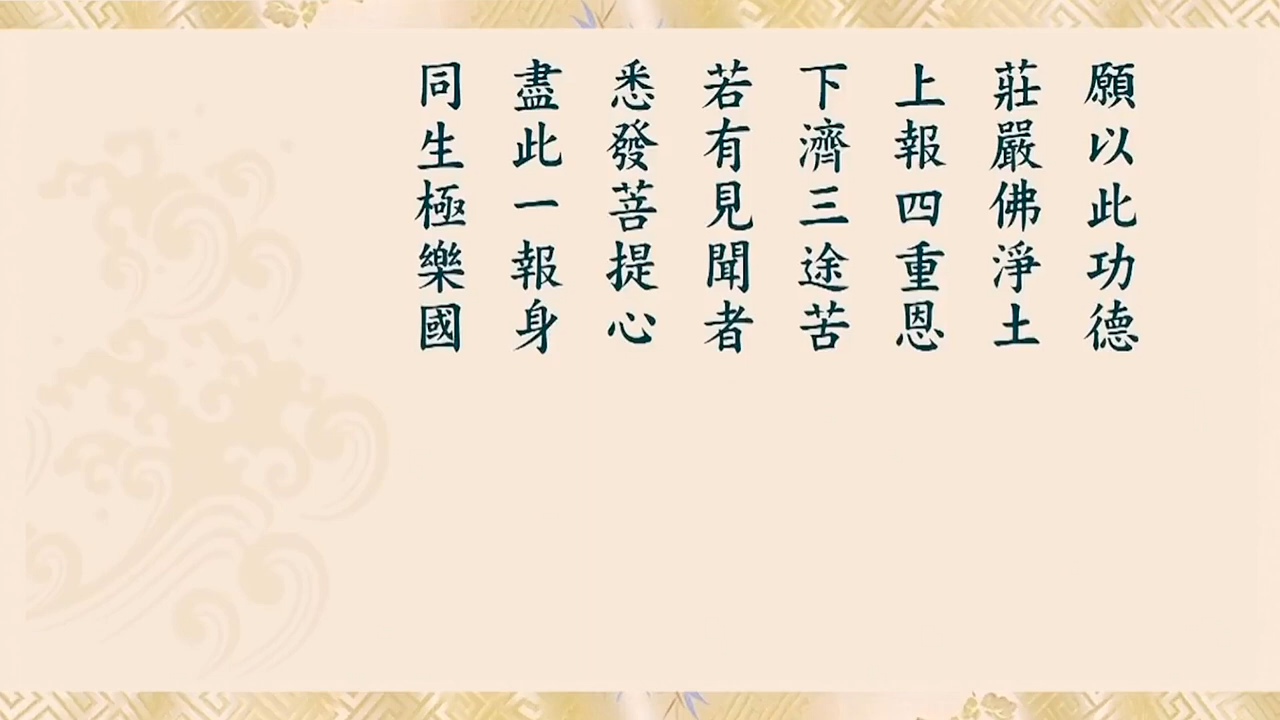 願以此功德
莊嚴佛淨土
上報四重恩
下濟三途苦
若有見聞者
悉發菩提心
盡此一報身
同生極樂國